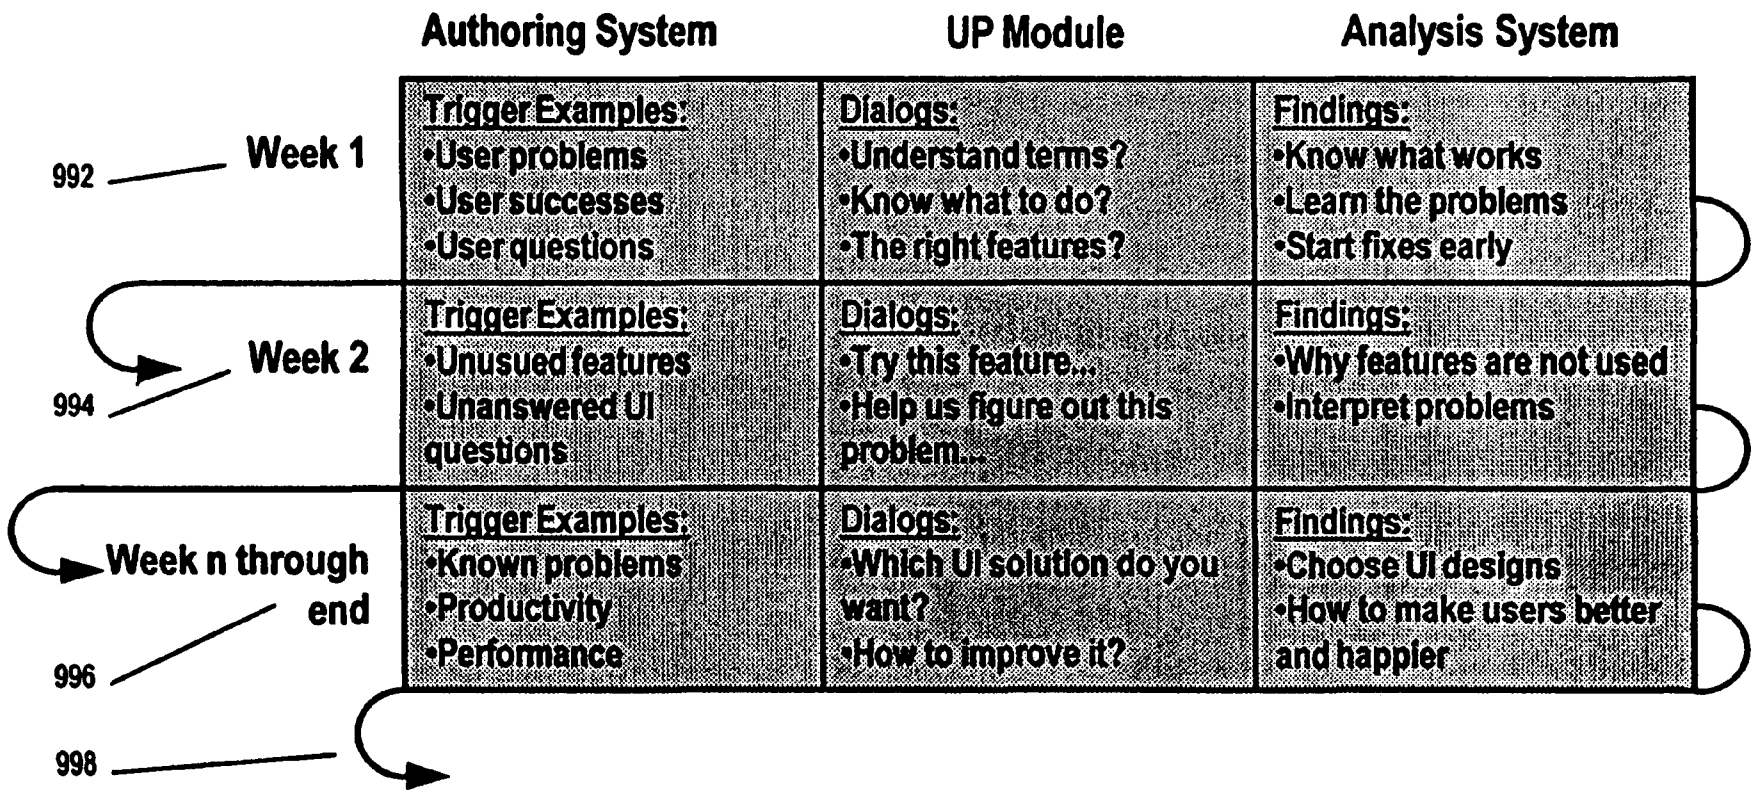 Authoring System
UP Module
Analysis System
992
Week 1
Trigger Examples:
•User problems
•User successes
•User questions
Dialogs:
•Understand terms?
•Know what to do?
•The right features?
Findings:
•Know what works
•Learn the problems
•Start fixes early
994
Week 2
Trigger Examples:
•Unusued features
•Unanswered UI
questions
Dialogs:
•Try this feature...
•Help us figure out this
problem...
Findings:
•Why features are not used
•Interpret problems
996
Week n through
end
Trigger Examples:
•Known problems
•Productivity
•Performance
Dialogs:
•Which UI solution do you
want?
•How to improve it?
Findings:
•Choose UI designs
•How to make users better
and happier
998